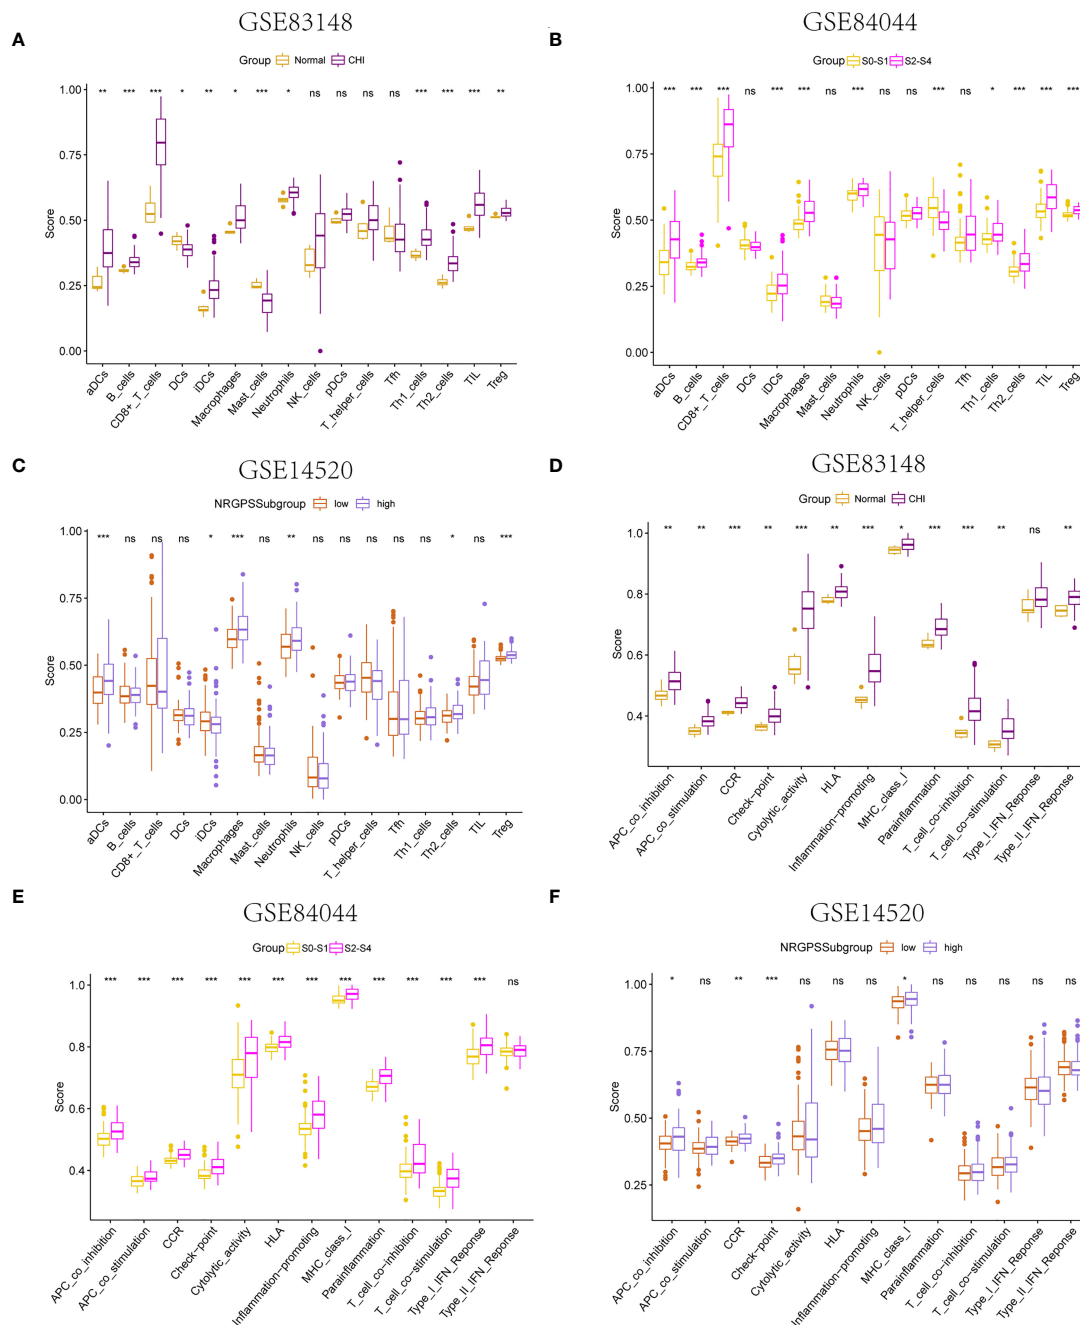 GSE83148
A
Group Normal CHI
** *** *** * ** * *** * ns ns ns ns *** *** *** **
1.00
0.75
0.50
0.25
0.00
Score
aDCs
B_cells
CD8+_T_cells
DCs
iDCs
Macrophages
Mast_cells
Neutrophils
NK_cells
pDCs
T_helper_cells
Tfh
Th1_cells
Th2_cells
TIL
Treg
GSE84044
B
Group S0-S1 S2-S4
*** *** *** ns *** *** ns *** ns ns *** ns * *** *** ***
1.00
0.75
0.50
0.25
0.00
Score
aDCs
B_cells
CD8+_T_cells
DCs
iDCs
Macrophages
Mast_cells
Neutrophils
NK_cells
pDCs
T_helper_cells
Tfh
Th1_cells
Th2_cells
TIL
Treg
C
GSE14520
NRGPSSubgroup low high
*** ns ns ns * *** ns ** ns ns ns ns ns * ns ***
1.00
0.75
0.50
0.25
0.00
Score
aDCs
B_cells
CD8+_T_cells
DCs
iDCs
Macrophages
Mast_cells
Neutrophils
NK_cells
pDCs
T_helper_cells
Tfh
Th1_cells
Th2_cells
TIL
Treg
D
GSE83148
Group Normal CHI
** ** *** ** *** ** *** * *** *** ** ns **
1.0
0.8
0.6
0.4
Score
APC_co_inhibition
APC_co_stimulation
CCR
Check-point
Cytolytic_activity
HLA
Inflammation-promoting
MHC_class_I
Parainflammation
T_cell_co-inhibition
T_cell_co-stimulation
Type_I_IFN_Reponse
Type_II_IFN_Reponse
E
GSE84044
Group S0-S1 S2-S4
*** *** *** *** *** *** *** *** *** *** *** *** ns
1.0
0.8
0.6
0.4
Score
APC_co_inhibition
APC_co_stimulation
CCR
Check-point
Cytolytic_activity
HLA
Inflammation-promoting
MHC_class_I
Parainflammation
T_cell_co-inhibition
T_cell_co-stimulation
Type_I_IFN_Reponse
Type_II_IFN_Reponse
F
GSE14520
NRGPSSubgroup low high
* ns ** *** ns ns ns * ns ns ns ns ns
1.00
0.75
0.50
0.25
Score
APC_co_inhibition
APC_co_stimulation
CCR
Check-point
Cytolytic_activity
HLA
Inflammation-promoting
MHC_class_I
Parainflammation
T_cell_co-inhibition
T_cell_co-stimulation
Type_I_IFN_Reponse
Type_II_IFN_Reponse